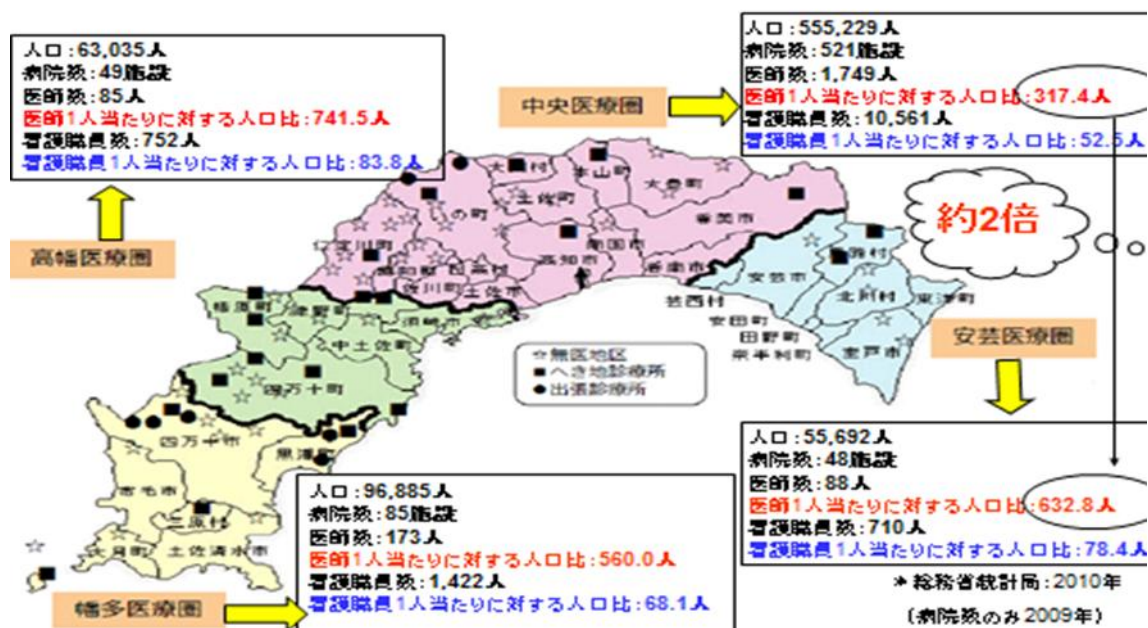 人口:63,035人
病院数:49施設
医師数:85人
医師1人当たりに対する人口比:741.5人
看護職員数:752人
看護職員1人当たりに対する人口比:83.8人
高幡医療圏
中央医療圏
人口:555,229人
病院数:521施設
医師数:1,749人
医師1人当たりに対する人口比:317.4人
看護職員数:10,561人
看護職員1人当たりに対する人口比:52.5人
約2倍
本山町
大豊町
土佐町
いの町
香美市
仁淀川町
南国市
高知市
日高村
佐川町
土佐市
香南市
安芸市
北川村
東洋町
芸西村
安田町
田野町
奈半利町
室戸市
安芸医療圏
梼原町
津野町
須崎市
中土佐町
四万十町
☆無医地区
■へき地診療所
●出張診療所
四万十市
黒潮町
宿毛市
三原村
大月町
土佐清水市
幡多医療圏
人口:96,885人
病院数:85施設
医師数:173人
医師1人当たりに対する人口比:560.0人
看護職員数:1,422人
看護職員1人当たりに対する人口比:68.1人
人口:55,692人
病院数:48施設
医師数:88人
医師1人当たりに対する人口比:632.8人
看護職員数:710人
看護職員1人当たりに対する人口比:78.4人
*総務省統計局:2010年
(病院数のみ2009年)